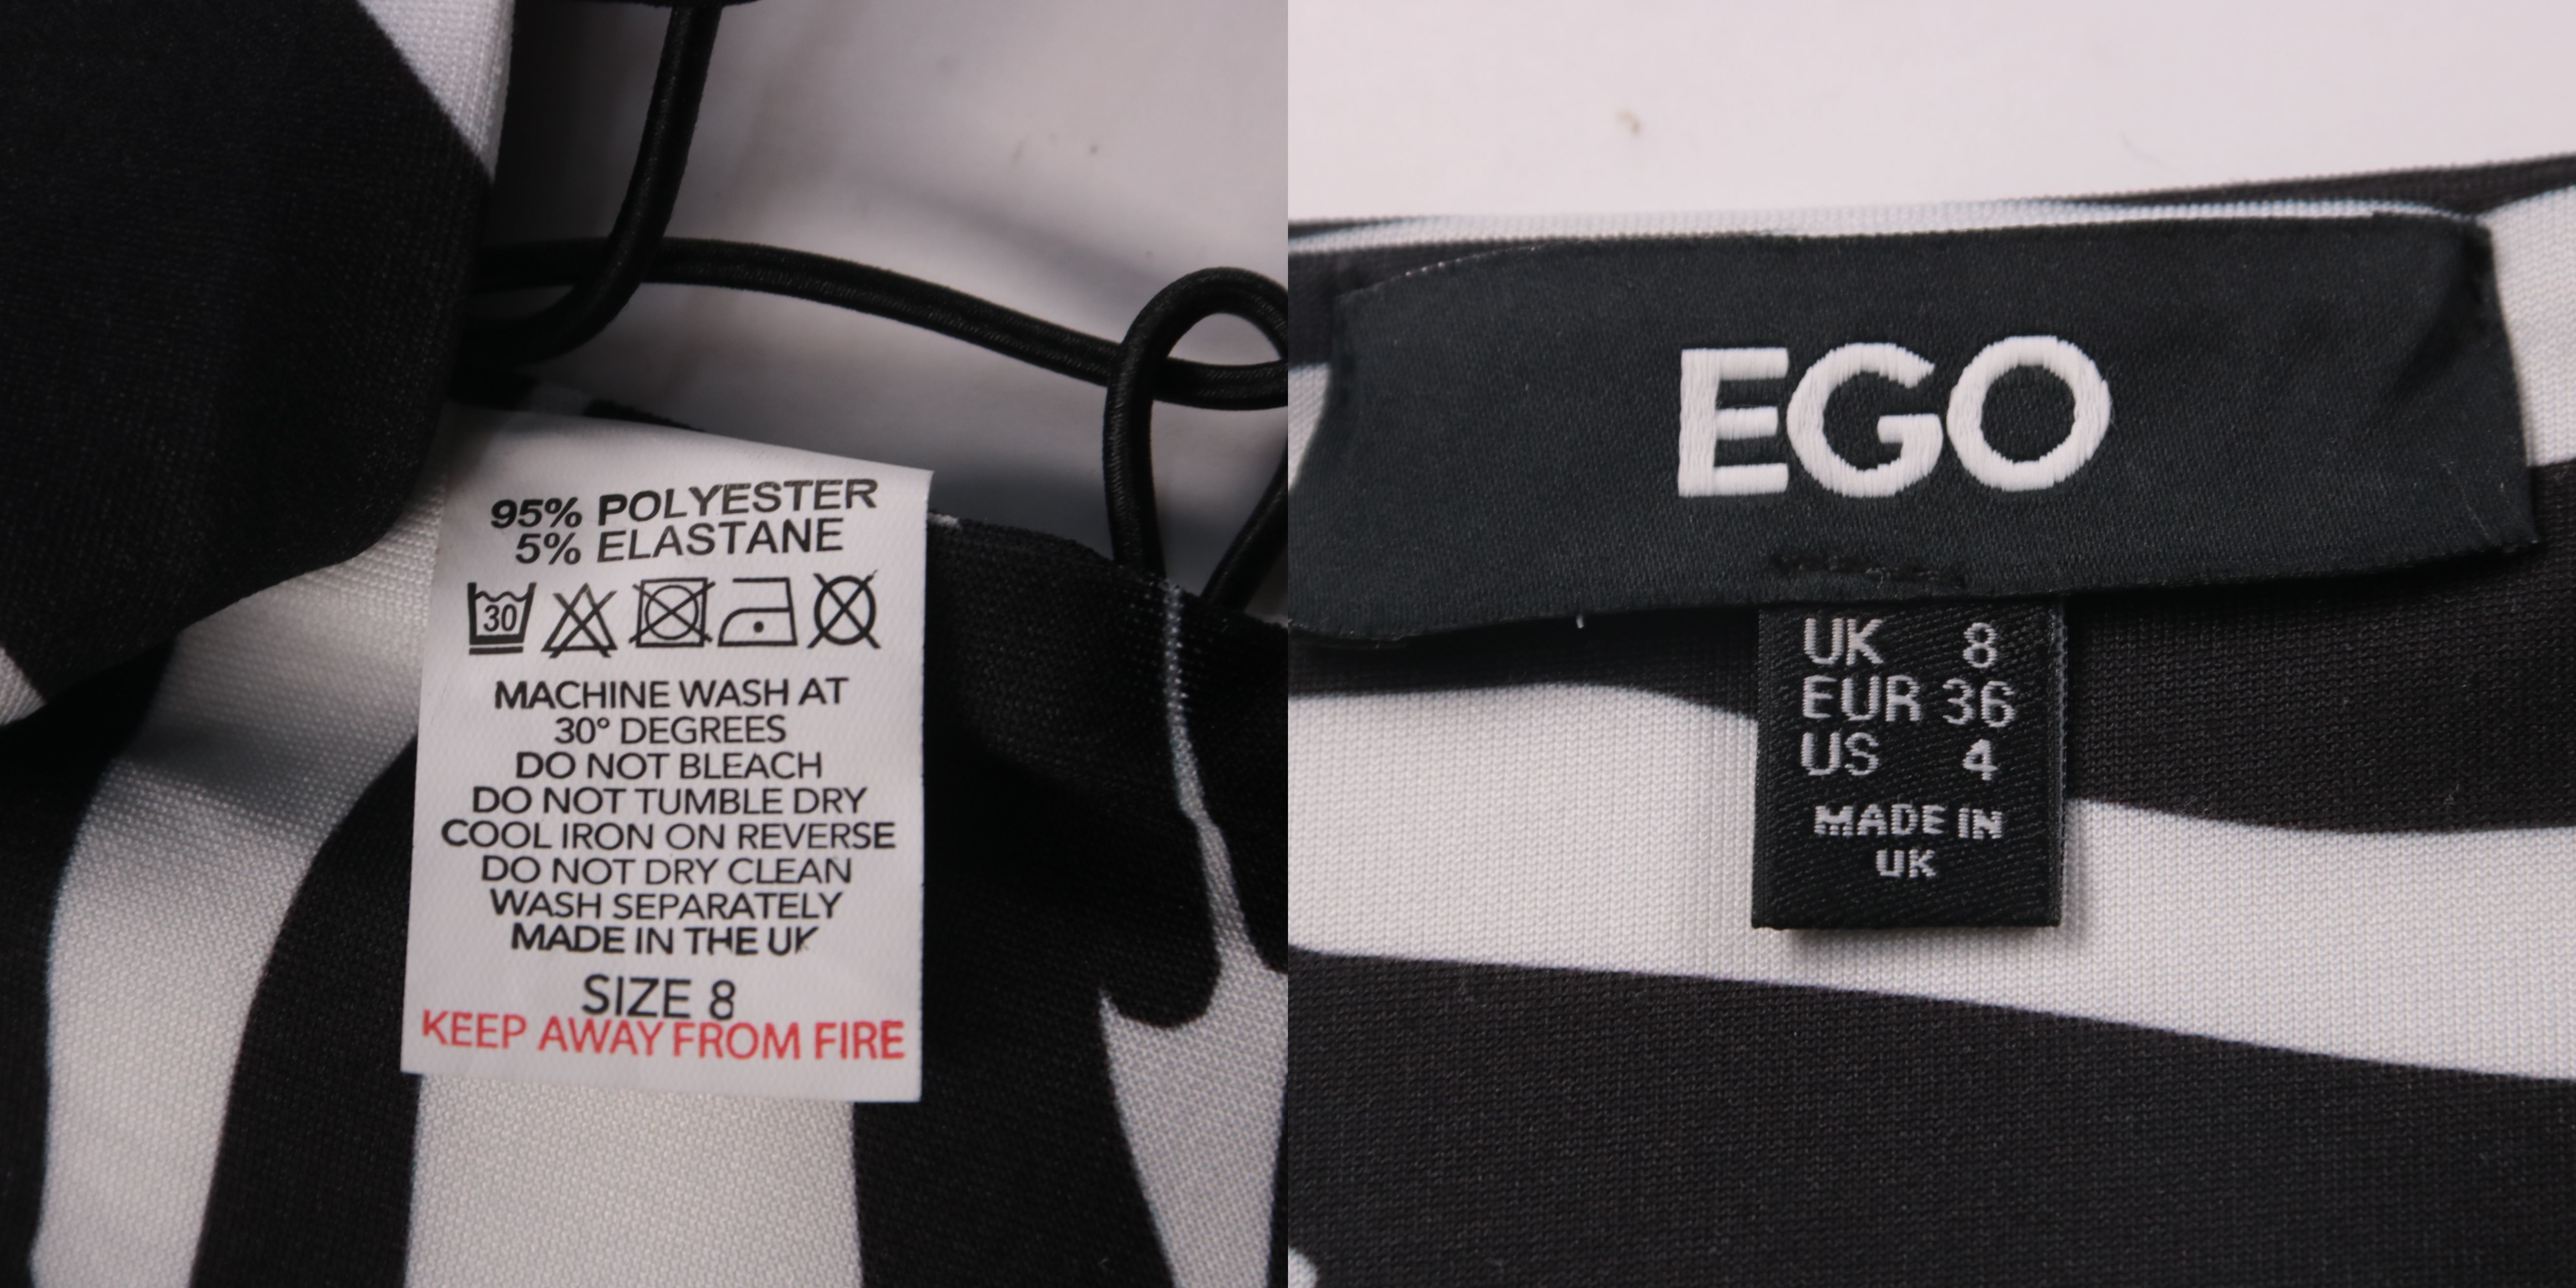 95% POLYESTER
5% ELASTANE
30
MACHINE WASH AT
30° DEGREES
DO NOT BLEACH
DO NOT TUMBLE DRY
COOL IRON ON REVERSE
DO NOT DRY CLEAN
WASH SEPARATELY
MADE IN THE UK
SIZE 8
KEEP AWAY FROM FIRE
EGO
UK 8
EUR 36
US 4
MADE IN
UK